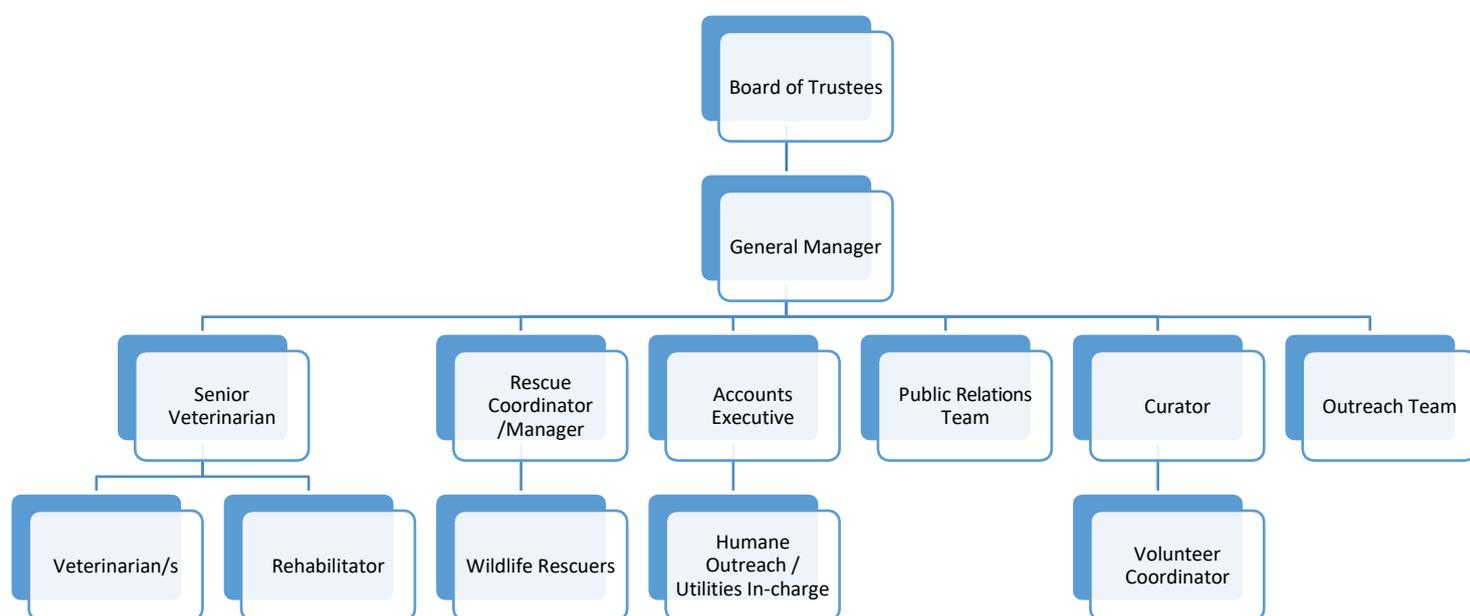 Board of Trustees
General Manager
Senior
Veterinarian
Rescue
Coordinator
/Manager
Accounts
Executive
Public Relations
Team
Curator
Outreach Team
Veterinarian/s
Rehabilitator
Wildlife Rescuers
Humane
Outreach /
Utilities In-charge
Volunteer
Coordinator